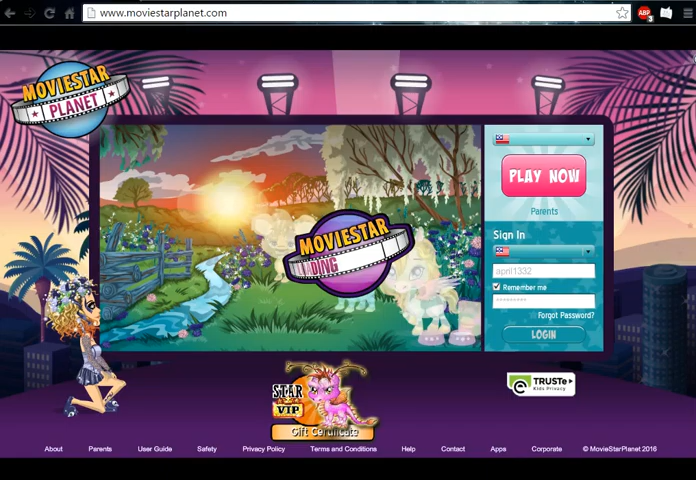 www.moviestarplanet.com
ABP
3
MOVIESTAR
PLANET
PLAY NOW
Parents
Sign In
MOVIESTAR
ADING
april1332
Remember me
Forgot Password?
LOGIN
STAR
VIP
Gift Certificate
TRUSTe
Kids Privacy
About Parents User Guide Safety Privacy Policy Terms and Conditions Help Contact Apps Corporate © MovieStarPlanet 2016